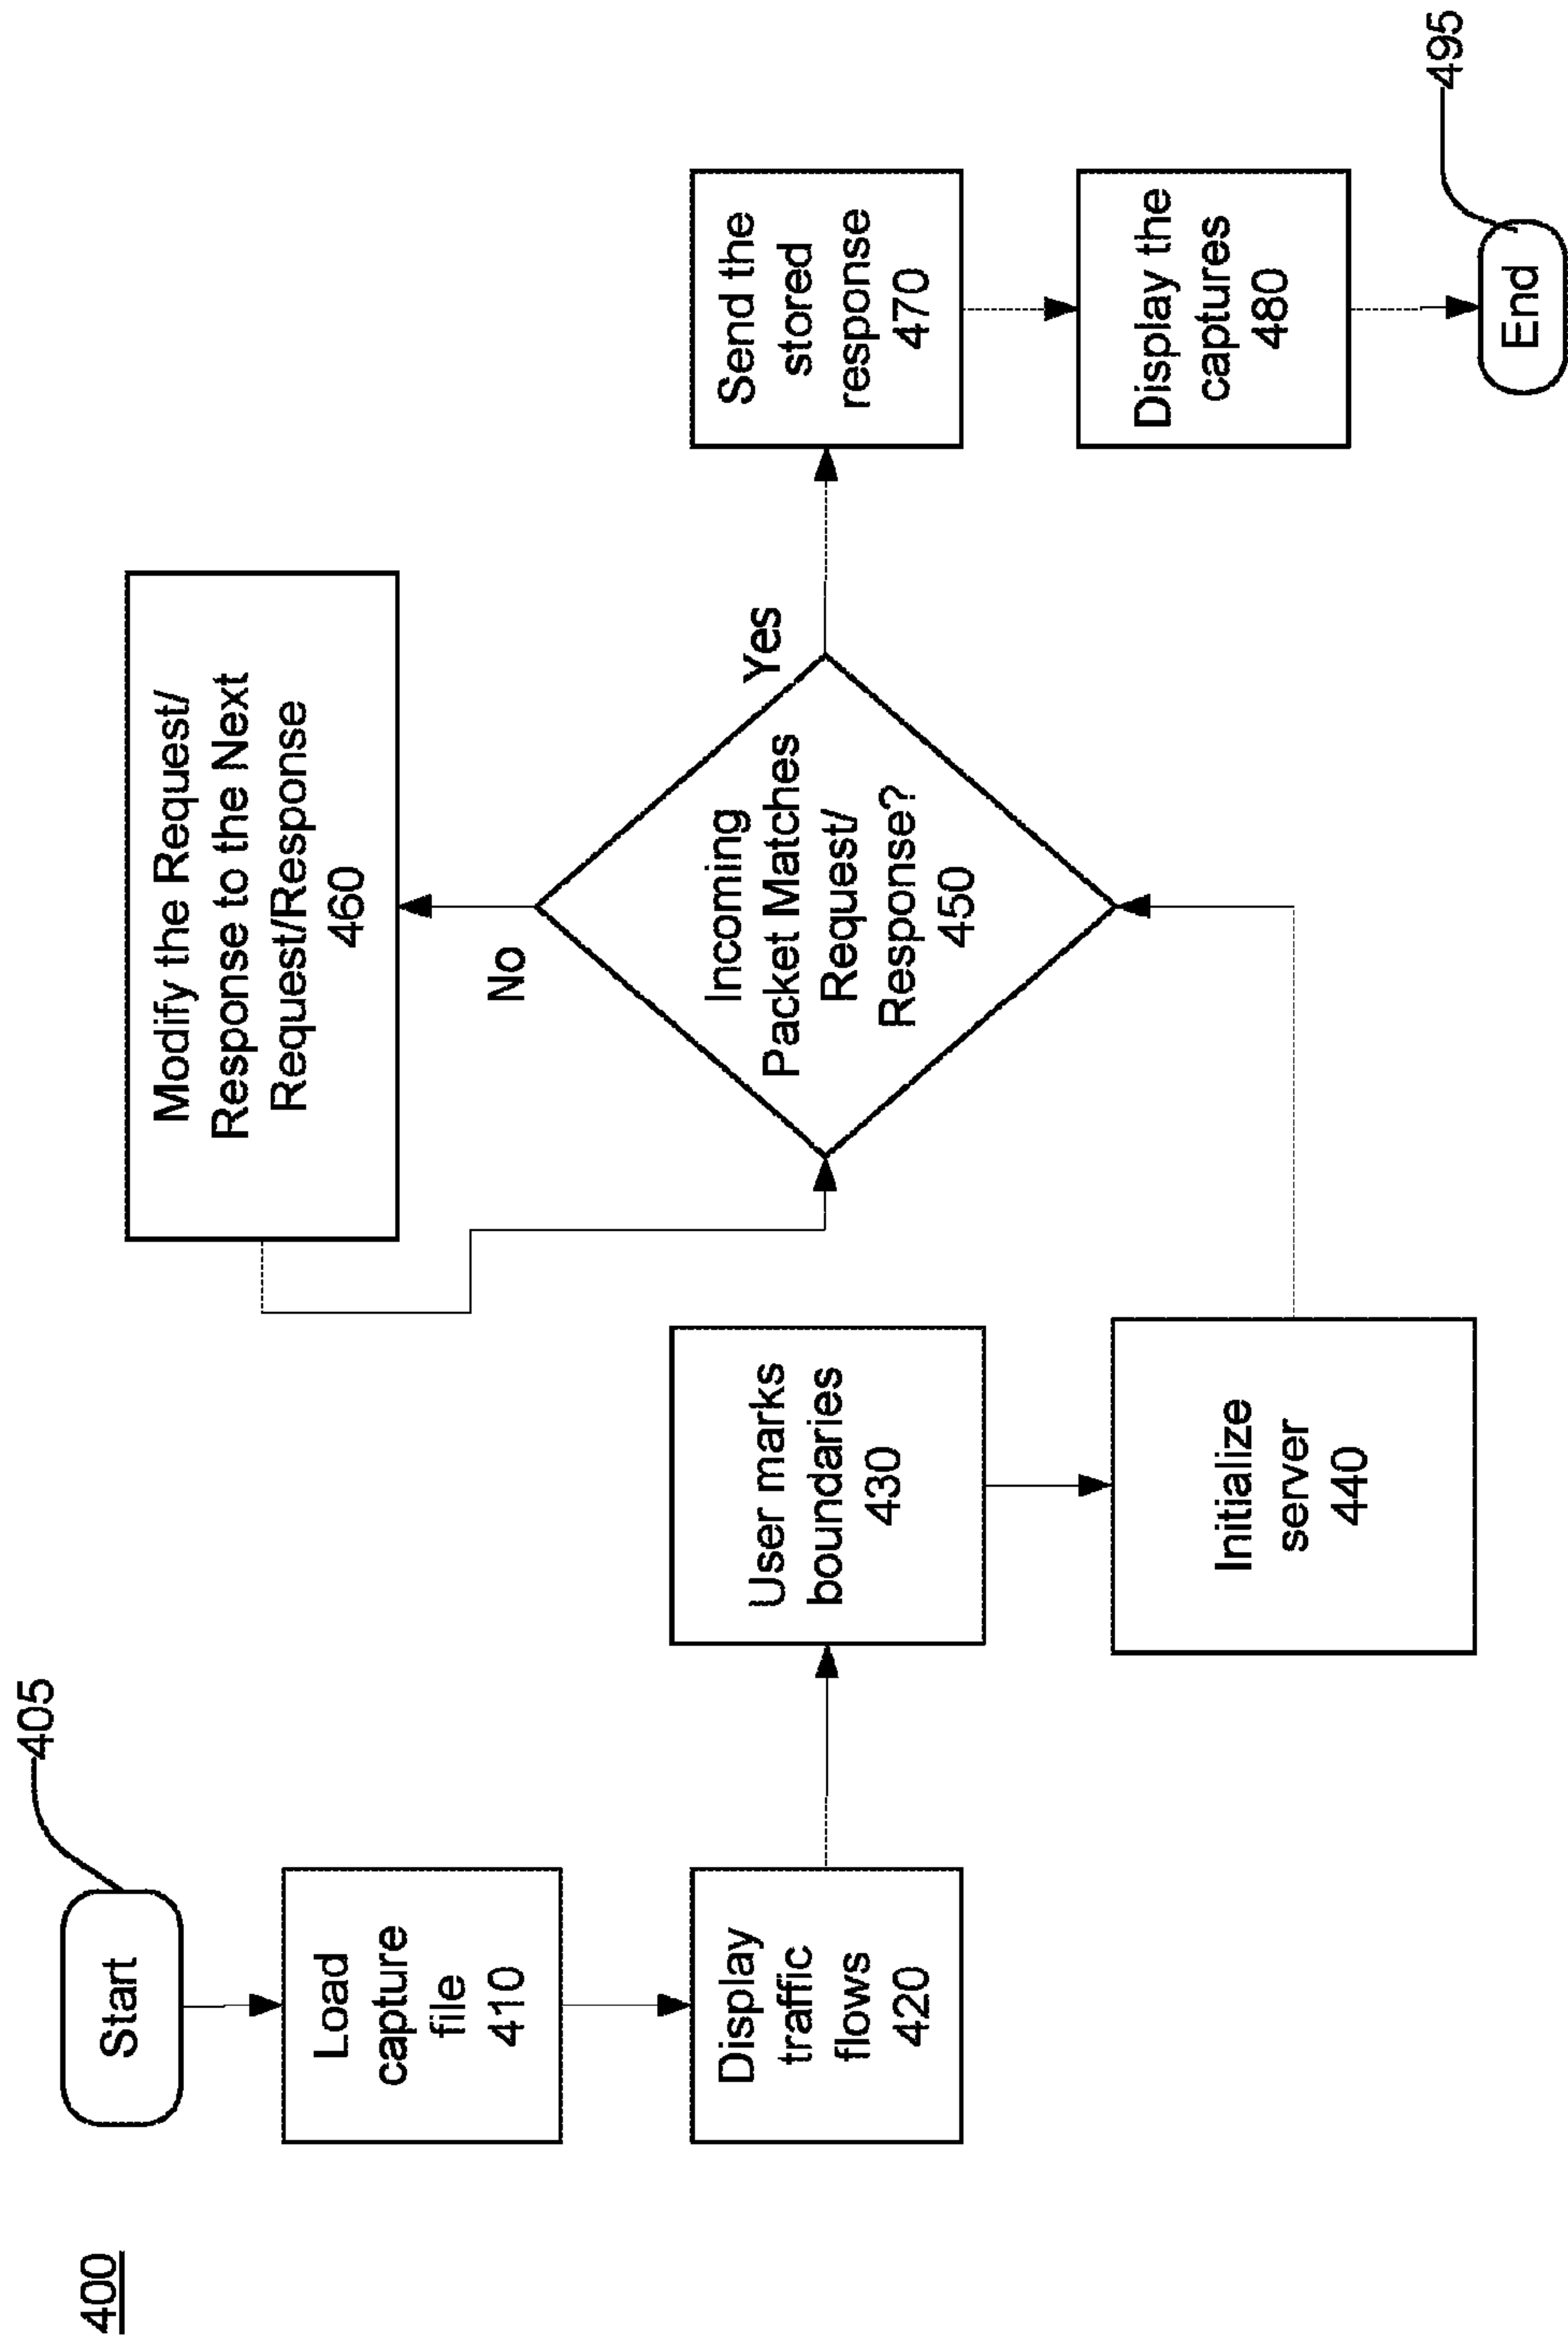 400
405
Start
Load
capture
file
410
Display
traffic
flows
420
User marks
boundaries
430
Initialize
server
440
Modify the Request/
Response to the Next
Request/Response
460
No
Incoming
Packet Matches
Request/
Response?
450
Yes
Send the
stored
response
470
Display the
captures
480
End
495